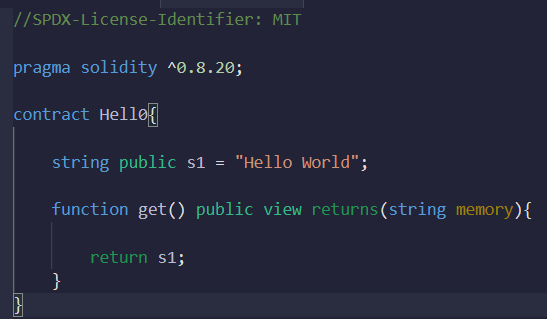 //SPDX-License-Identifier: MIT
pragma solidity ^0.8.20;
contract Hell0{
string public s1 = "Hello World";
function get() public view returns(string memory){
return s1;
}
}